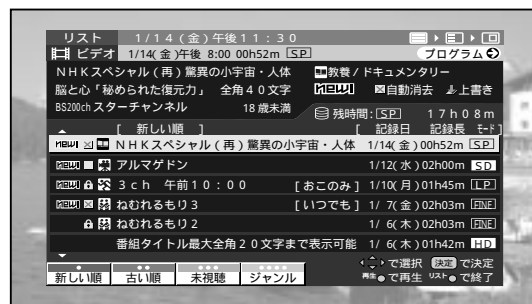 リスト 1/14(金)午後11:30
ビデオ 1/14(金)午後 8:00 00h52m SP プログラム
NHKスペシャル(再)驚異の小宇宙・人体 教養/ドキュメンタリー
脳と心「秘められた復元力」 全角40文字 NEW! 自動消去 上書き
BS200ch スターチャンネル 18歳未満 残時間:SP 17h08m
[ 新しい順 ] [ 記録日 記録長 モード]
NEW! NHKスペシャル(再)驚異の小宇宙・人体 1/14(金)00h52m SP
NEW! アルマゲドン 1/12(水)02h00m SD
NEW! 3ch 午前10:00 [おこのみ] 1/10(月)01h45m LP
NEW! ねむれるもり3 [いつでも] 1/ 7(金)02h03m FINE
ねむれるもり2 1/ 6(木)02h03m FINE
番組タイトル最大全角20文字まで表示可能 1/ 6(木)01h42m HD
で選択 決定 で決定
新しい順 古い順 未視聴 ジャンル 再生●で再生 リスト●で終了